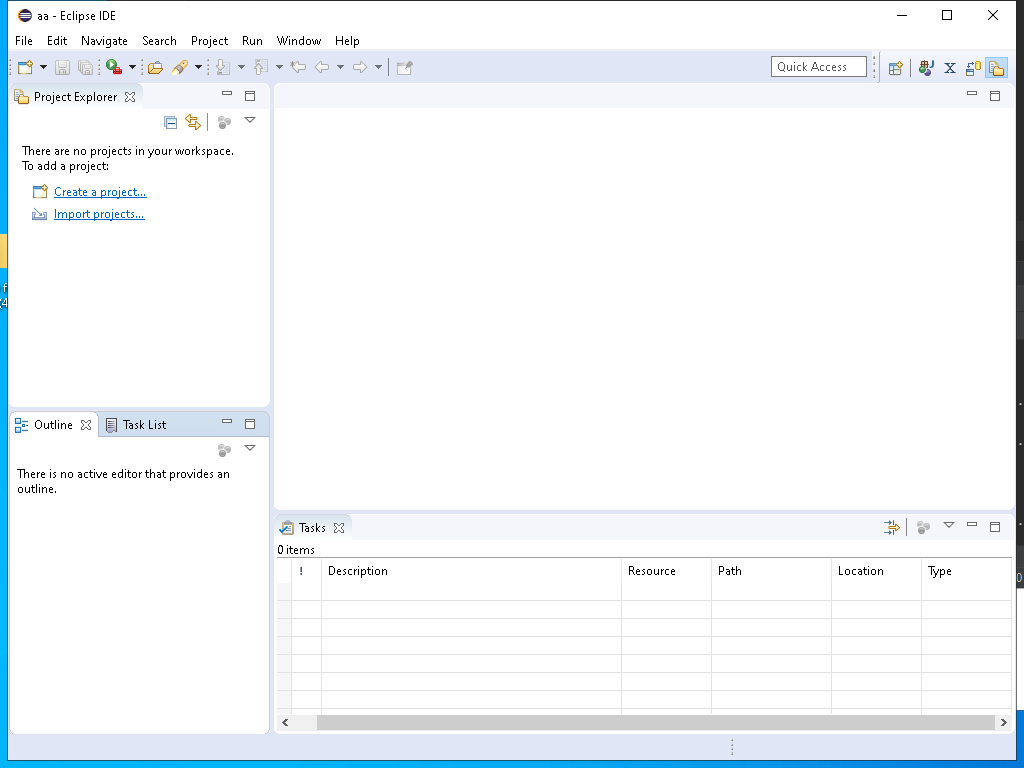 aa - Eclipse IDE
File Edit Navigate Search Project Run Window Help
Quick Access
X
Project Explorer
There are no projects in your workspace.
To add a project:
Create a project...
Import projects...
Outline
Task List
There is no active editor that provides an
outline.
Tasks
0 items
! Description Resource Path Location Type